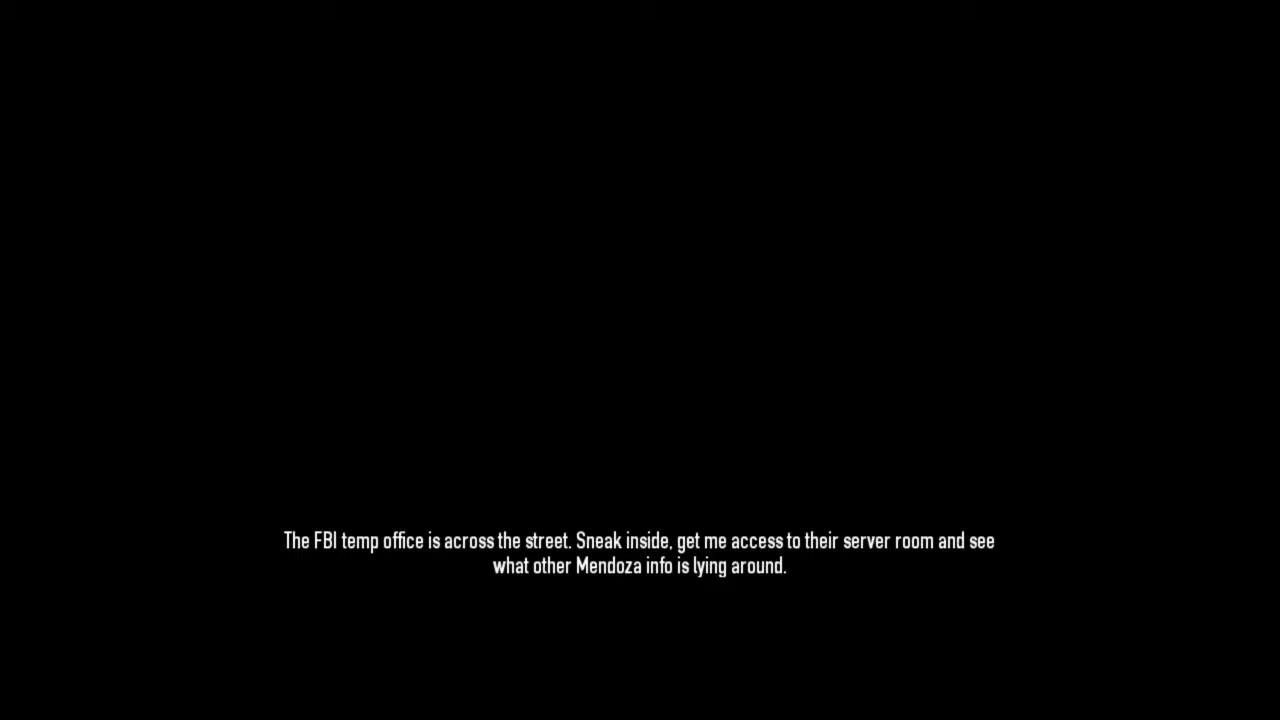 The FBI temp office is across the street. Sneak inside, get me access to their server room and see
what other Mendoza info is lying around.